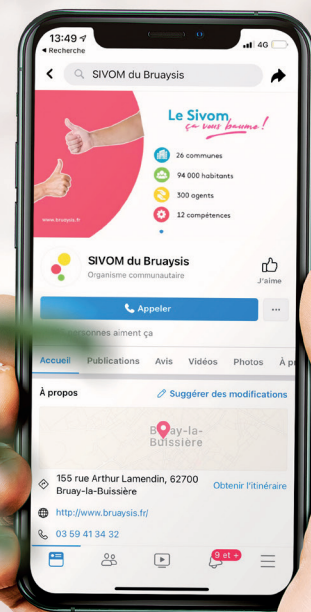 13:49
4G
Recherche
SIVOM du Bruaysis
Le Sivom
ça vous baume !
26 communes
94 000 habitants
300 agents
12 compétences
www.bruaysis.fr
SIVOM du Bruaysis
Organisme communautaire
J'aime
Appeler
aiment ça
Accueil Publications Avis Vidéos Photos
À propos
Suggérer des modifications
Bruay-la-
Buissière
155 rue Arthur Lamendin, 62700
Bruay-la-Buissière
Obtenir l'itinéraire
http://www.bruaysis.fr/
03 59 41 34 32
9 et +